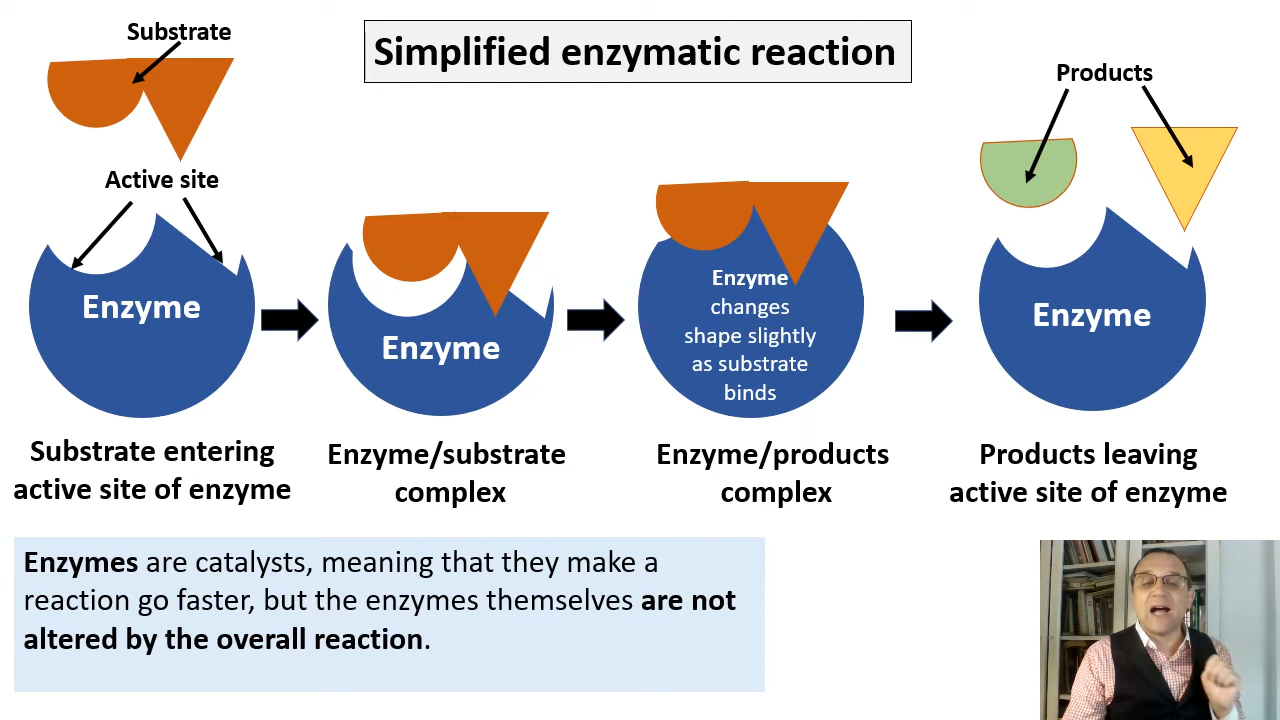 Simplified enzymatic reaction
Substrate
Active site
Products
Enzyme
Enzyme
Enzyme
changes
shape slightly
as substrate
binds
Enzyme
Substrate entering
active site of enzyme
Enzyme/substrate
complex
Enzyme/products
complex
Products leaving
active site of enzyme
Enzymes are catalysts, meaning that they make a
reaction go faster, but the enzymes themselves are not
altered by the overall reaction.